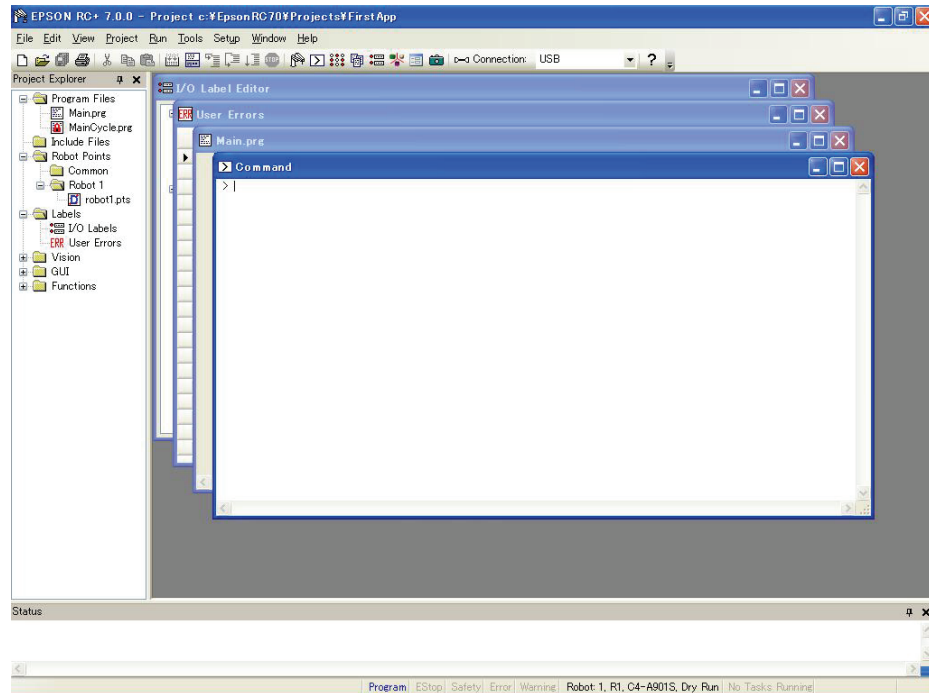 EPSON RC+ 7.0.0 - Project c:¥EpsonRC70¥Projects¥FirstApp
File Edit View Project Run Tools Setup Window Help
Connection: USB
Project Explorer
Program Files
Main.prg
MainCycle.prg
Include Files
Robot Points
Common
Robot 1
robot1.pts
Labels
I/O Labels
ERR User Errors
Vision
GUI
Functions
I/O Label Editor
ERR User Errors
Main.prg
Command
>
Status
Program EStop Safety Error Warning Robot: 1, R1, C4-A901S, Dry Run No Tasks Running